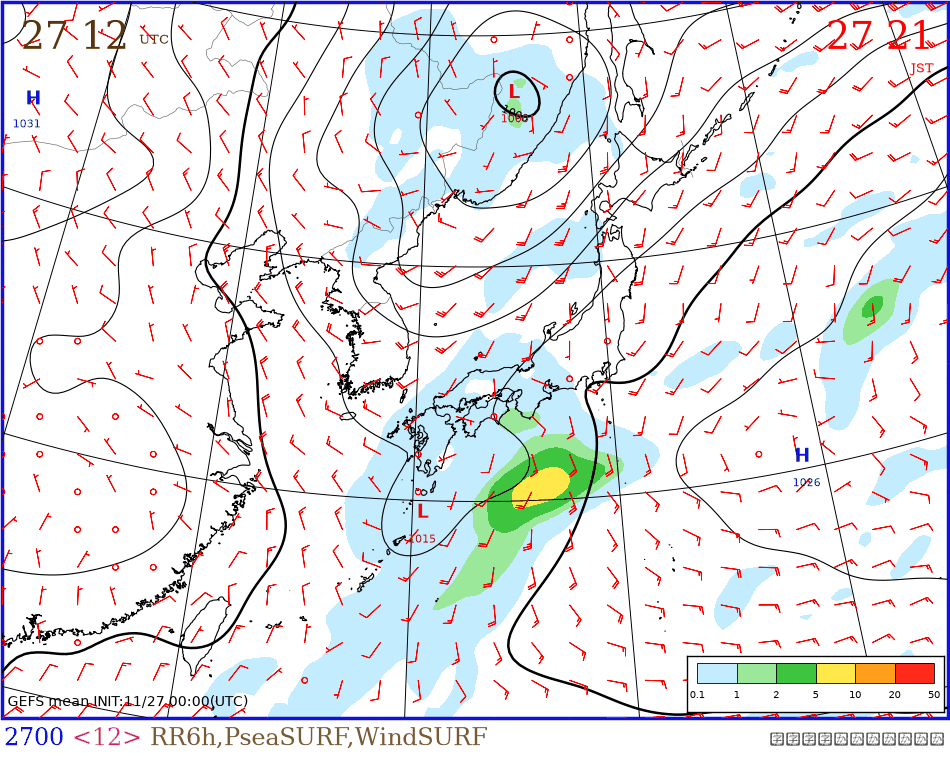 27 12 UTC
27 21
JST
H
1031
L
H
1026
L
1015
GEFS mean INIT:11/27 00:00(UTC)
0.1 1 2 5 10 20 50
2700 <12> RR6h,PseaSURF,WindSURF